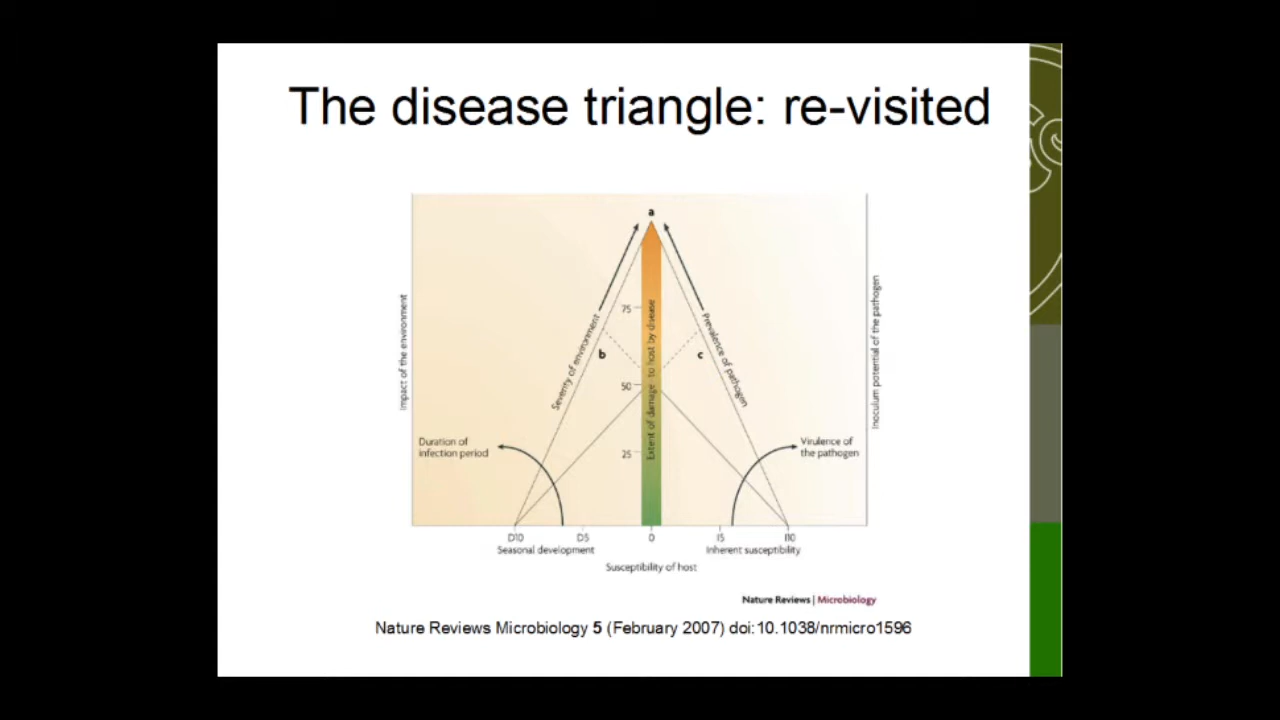 The disease triangle: re-visited
a
Impact of the environment
Severity of environment
75
50
25
Extent of damage to host by disease
Prevalence of pathogen
Inoculum potential of the pathogen
b
c
Duration of
infection period
Virulence of
the pathogen
D10 D5 0 I5 I10
Seasonal development
Inherent susceptibility
Susceptibility of host
Nature Reviews | Microbiology
Nature Reviews Microbiology 5 (February 2007) doi:10.1038/nrmicro1596